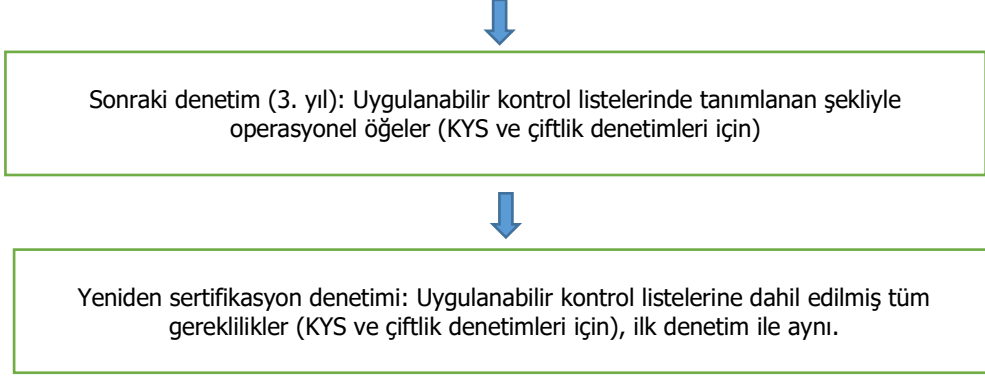 Sonraki denetim (3. yıl): Uygulanabilir kontrol listelerinde tanımlanan şekliyle
operasyonel öğeler (KYS ve çiftlik denetimleri için)
Yeniden sertifikasyon denetimi: Uygulanabilir kontrol listelerine dahil edilmiş tüm
gereklilikler (KYS ve çiftlik denetimleri için), ilk denetim ile aynı.